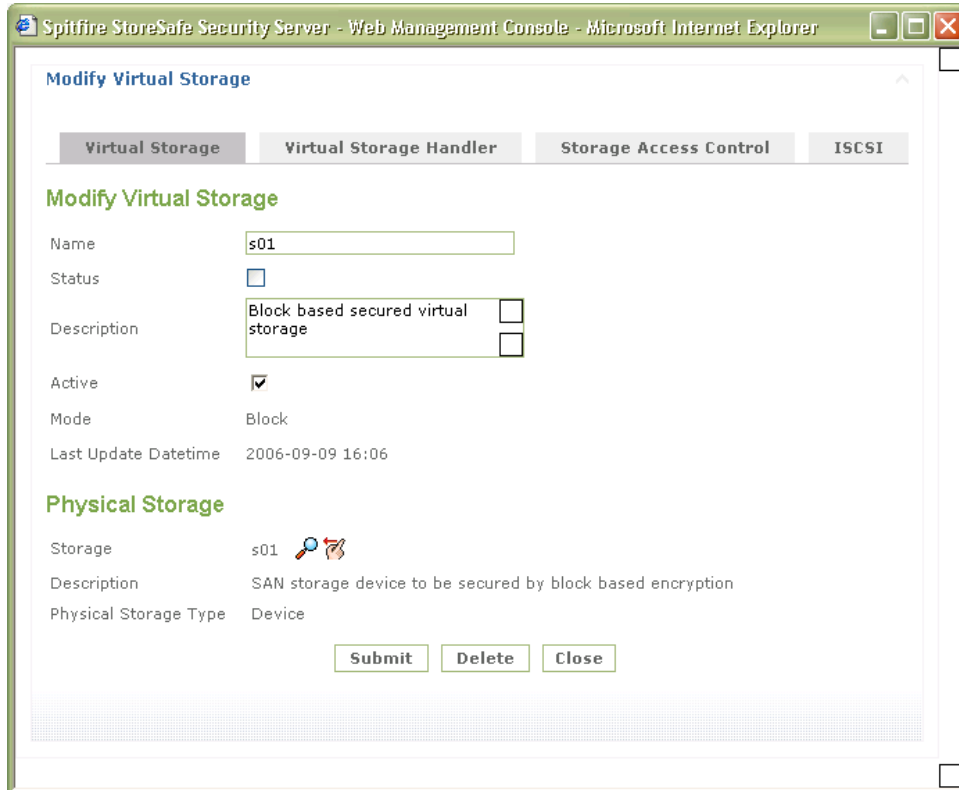 Spitfire StoreSafe Security Server - Web Management Console - Microsoft Internet Explorer
Modify Virtual Storage
Virtual Storage Virtual Storage Handler Storage Access Control ISCSI
Modify Virtual Storage
Name s01
Status
Description Block based secured virtual
storage
Active
Mode Block
Last Update Datetime 2006-09-09 16:06
Physical Storage
Storage s01
Description SAN storage device to be secured by block based encryption
Physical Storage Type Device
Submit Delete Close